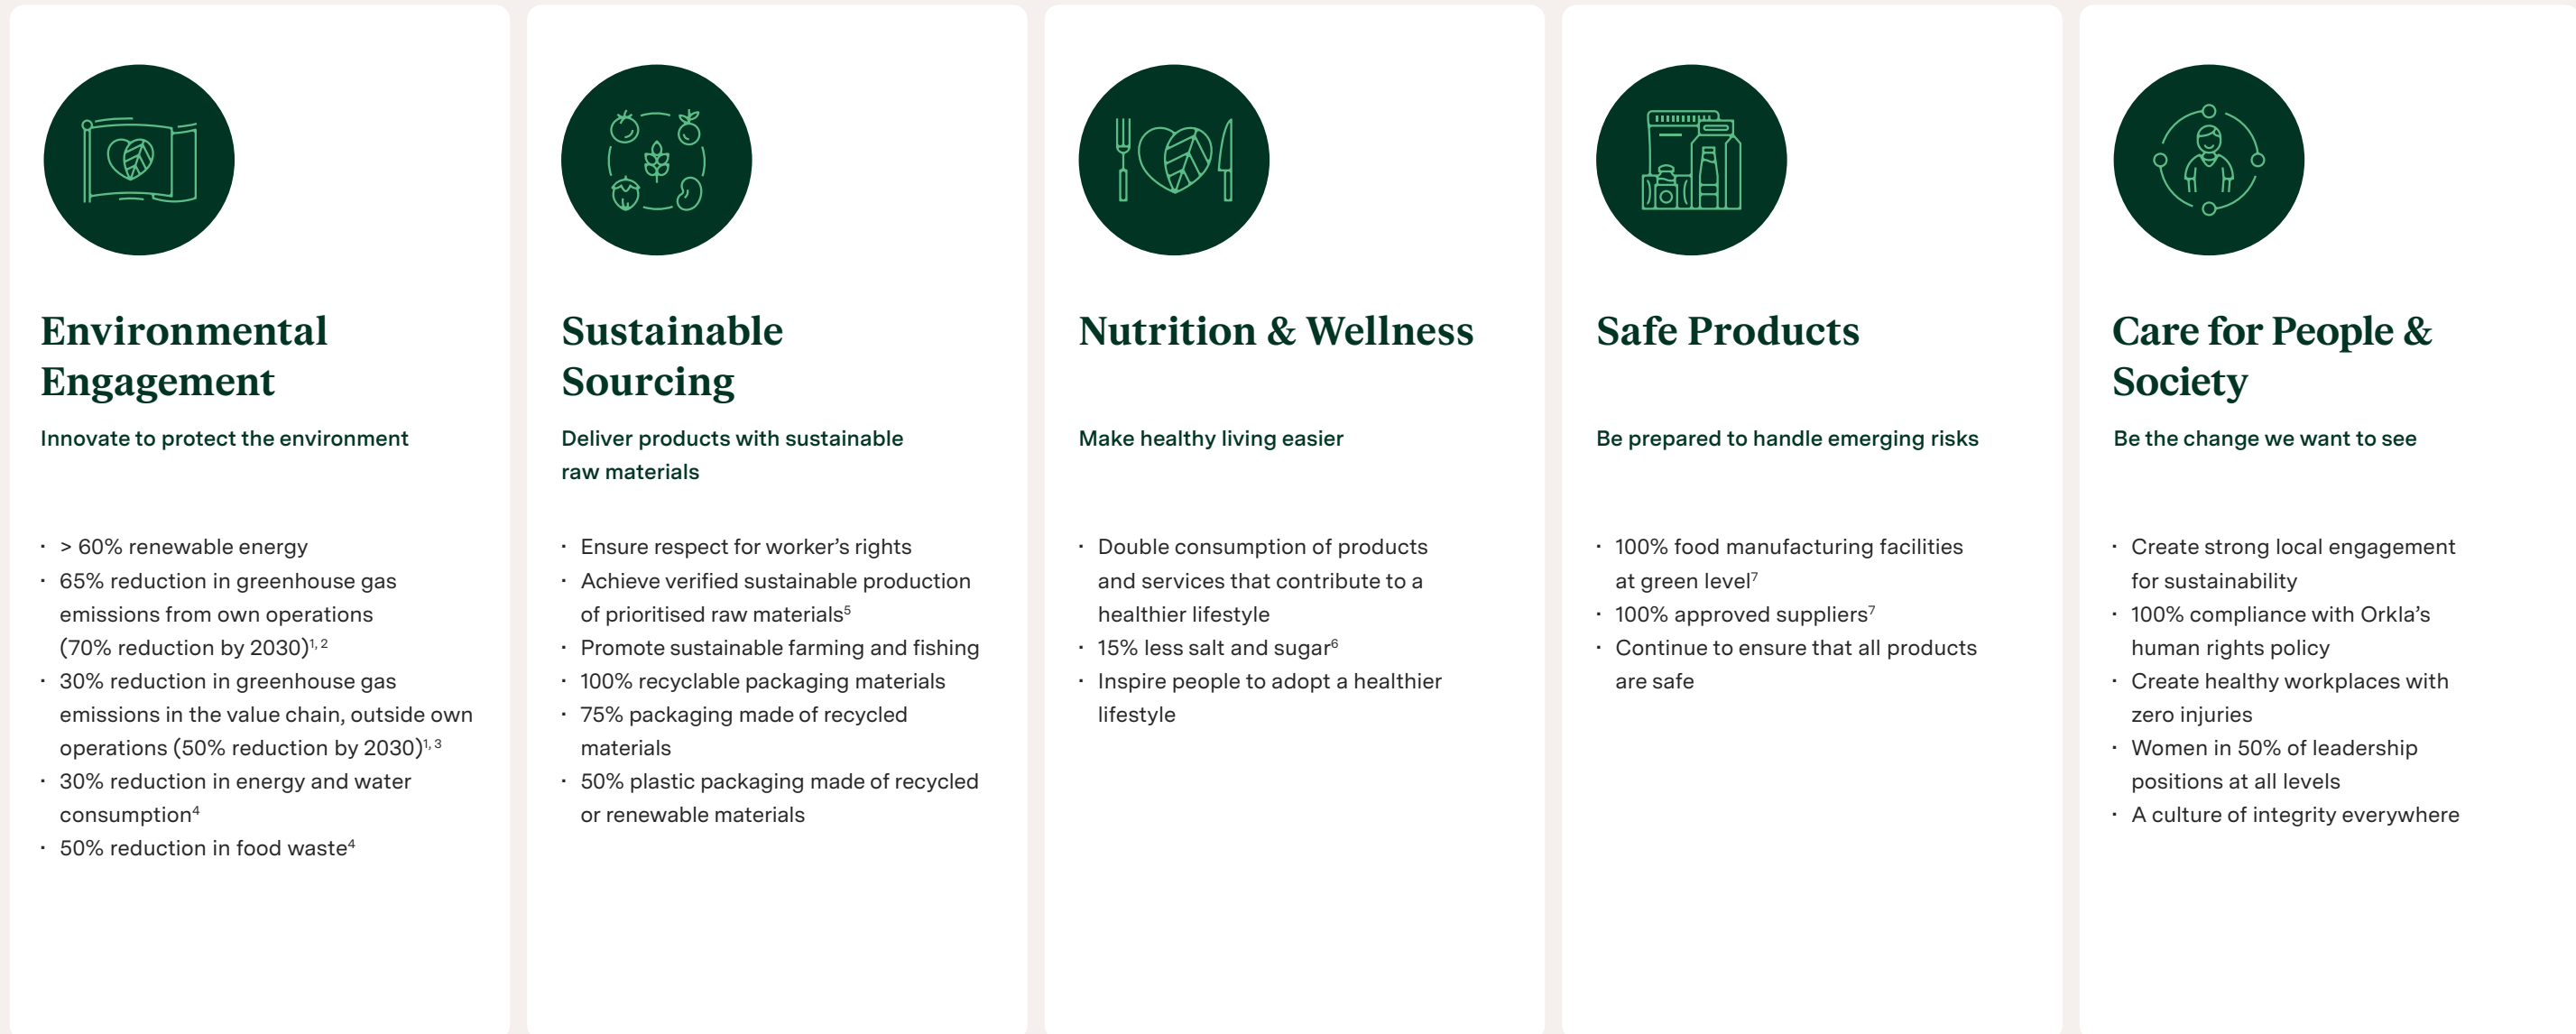 Environmental
Engagement
Innovate to protect the environment
· > 60% renewable energy
· 65% reduction in greenhouse gas
emissions from own operations
(70% reduction by 2030)1, 2
· 30% reduction in greenhouse gas
emissions in the value chain, outside own
operations (50% reduction by 2030)1, 3
· 30% reduction in energy and water
consumption4
· 50% reduction in food waste4
Sustainable
Sourcing
Deliver products with sustainable
raw materials
· Ensure respect for worker’s rights
· Achieve verified sustainable production
of prioritised raw materials5
· Promote sustainable farming and fishing
· 100% recyclable packaging materials
· 75% packaging made of recycled
materials
· 50% plastic packaging made of recycled
or renewable materials
Nutrition & Wellness
Make healthy living easier
· Double consumption of products
and services that contribute to a
healthier lifestyle
· 15% less salt and sugar6
· Inspire people to adopt a healthier
lifestyle
Safe Products
Be prepared to handle emerging risks
· 100% food manufacturing facilities
at green level7
· 100% approved suppliers7
· Continue to ensure that all products
are safe
Care for People &
Society
Be the change we want to see
· Create strong local engagement
for sustainability
· 100% compliance with Orkla’s
human rights policy
· Create healthy workplaces with
zero injuries
· Women in 50% of leadership
positions at all levels
· A culture of integrity everywhere